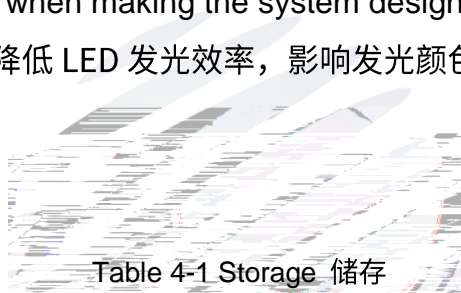 when making the system design
降低 LED 发光效率，影响发光颜色
Table 4-1 Storage 储存